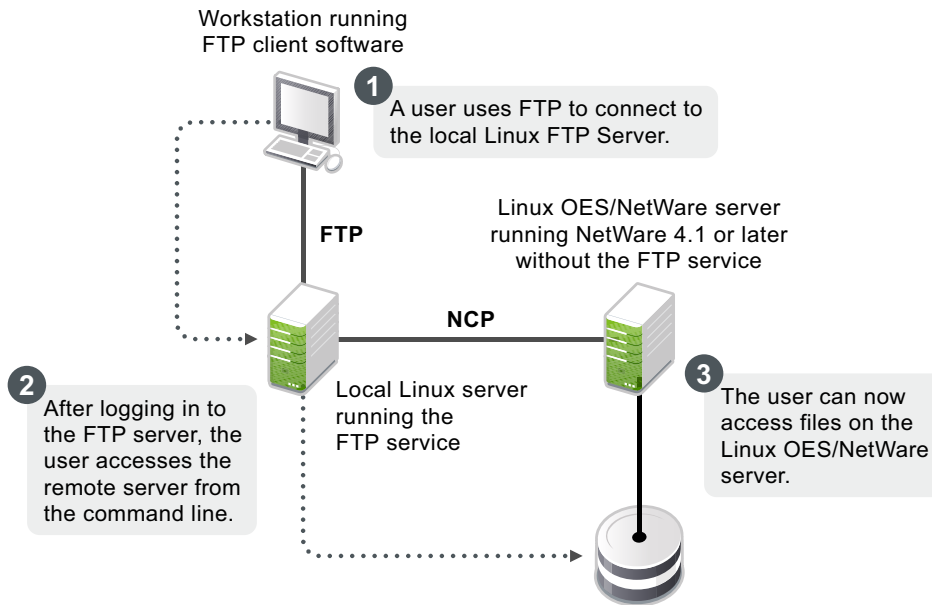 Workstation running
FTP client software
1
A user uses FTP to connect to
the local Linux FTP Server.
FTP
Linux OES/NetWare server
running NetWare 4.1 or later
without the FTP service
NCP
2
After logging in to
the FTP server, the
user accesses the
remote server from
the command line.
Local Linux server
running the
FTP service
3
The user can now
access files on the
Linux OES/NetWare
server.